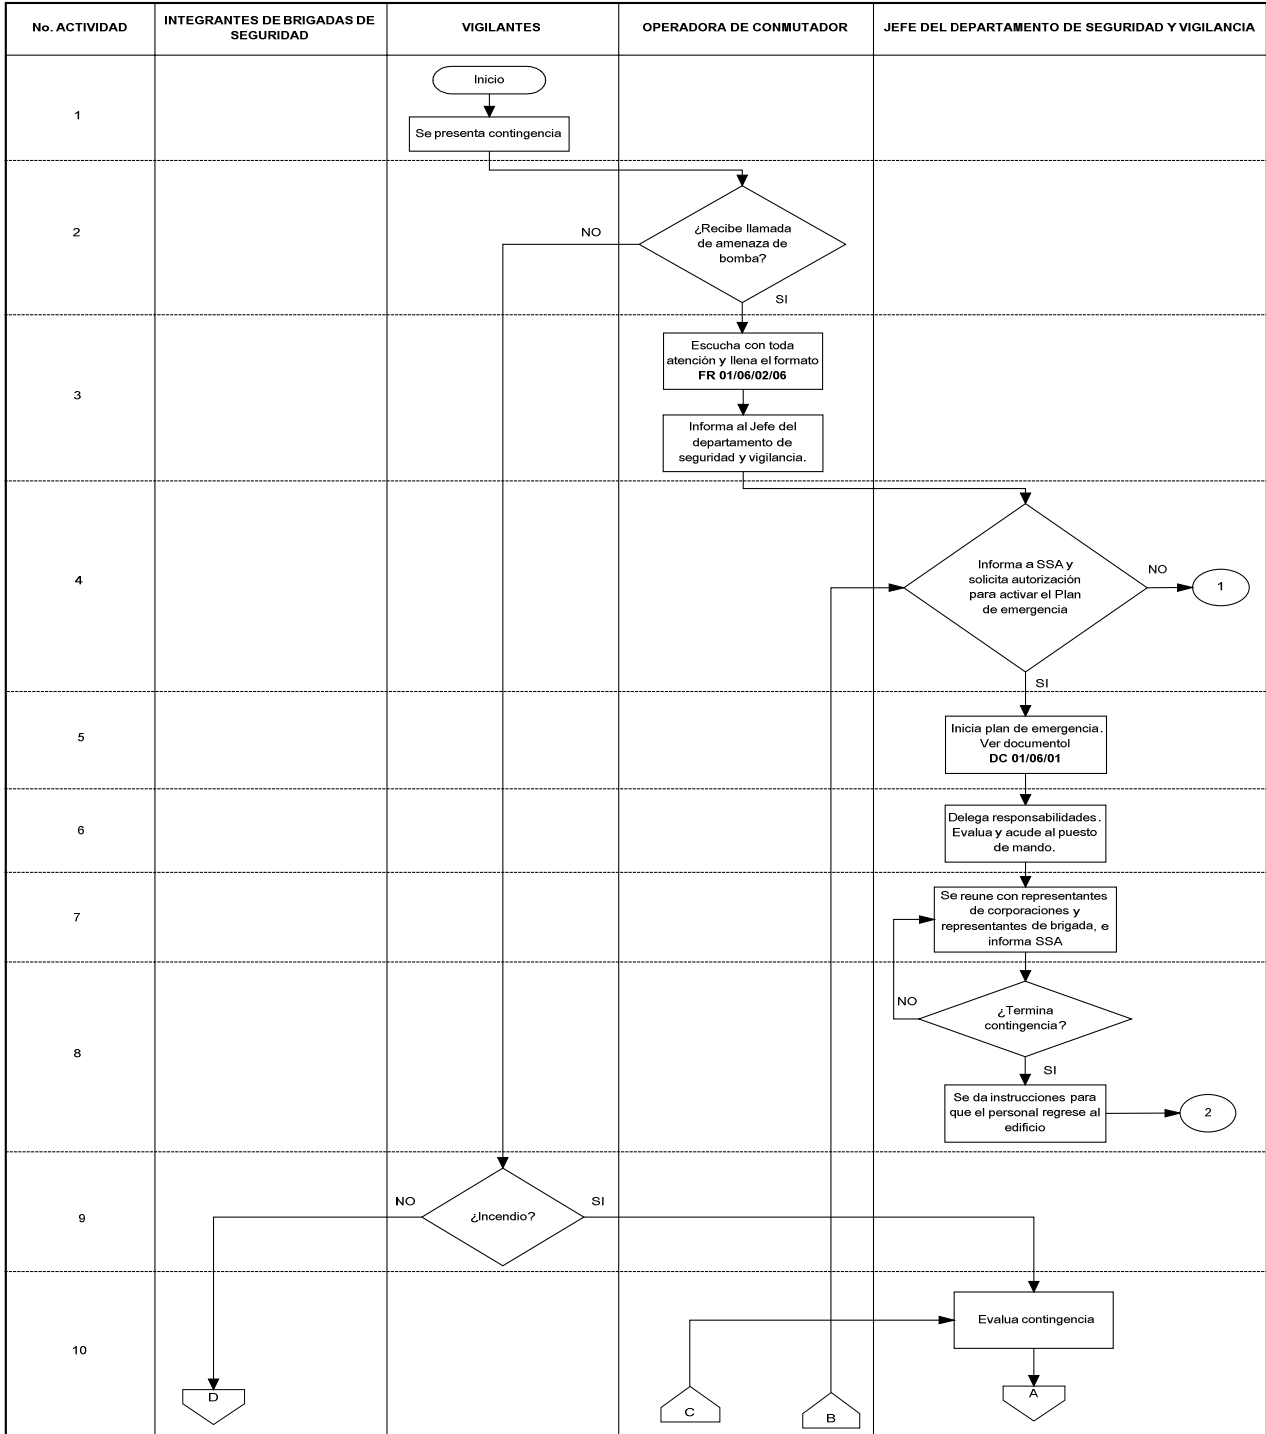 No. ACTIVIDAD
INTEGRANTES DE BRIGADAS DE
SEGURIDAD
VIGILANTES
OPERADORA DE CONMUTADOR
JEFE DEL DEPARTAMENTO DE SEGURIDAD Y VIGILANCIA
1
Inicio
Se presenta contingencia
2
NO
¿Recibe llamada
de amenaza de
bomba?
SI
3
Escucha con toda
atención y llena el formato
FR 01/06/02/06
Informa al Jefe del
departamento de
seguridad y vigilancia.
4
Informa a SSA y
solicita autorización
para activar el Plan
de emergencia
NO
1
SI
5
Inicia plan de emergencia.
Ver documentol
DC 01/06/01
6
Delega responsabilidades.
Evalua y acude al puesto
de mando.
7
Se reune con representantes
de corporaciones y
representantes de brigada, e
informa SSA
8
NO
¿Termina
contingencia?
SI
Se da instrucciones para
que el personal regrese al
edificio
2
9
NO
¿Incendio?
SI
10
Evalua contingencia
D
C
B
A